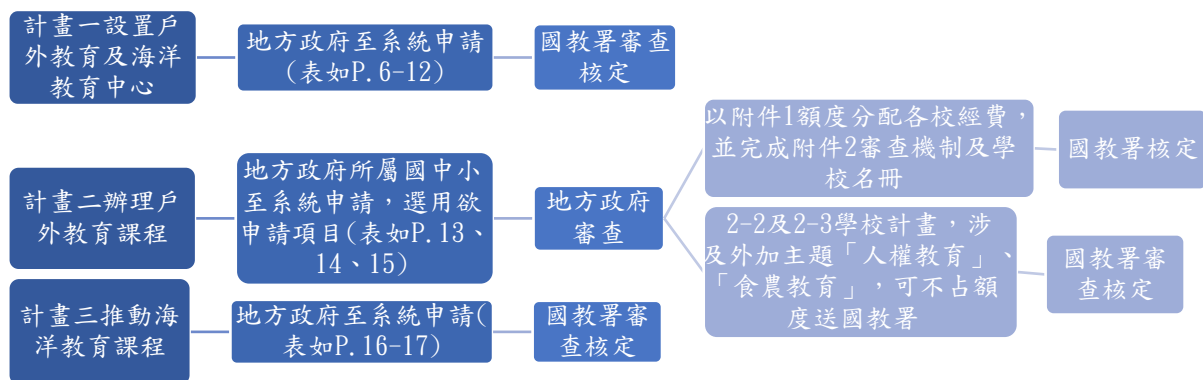 計畫一設置戶
外教育及海洋
教育中心
地方政府至系統申請
(表如P.6-12)
國教署審查
核定
計畫二辦理戶
外教育課程
地方政府所屬國中小
至系統申請，選用欲
申請項目(表如P.13、
14、15)
地方政府
審查
以附件1額度分配各校經費，
並完成附件2審查機制及學
校名冊
國教署核定
2-2及2-3學校計畫，涉
及外加主題「人權教育」、
「食農教育」，可不占額
度送國教署
國教署審
查核定
計畫三推動海
洋教育課程
地方政府至系統申請(
表如P.16-17)
國教署審
查核定